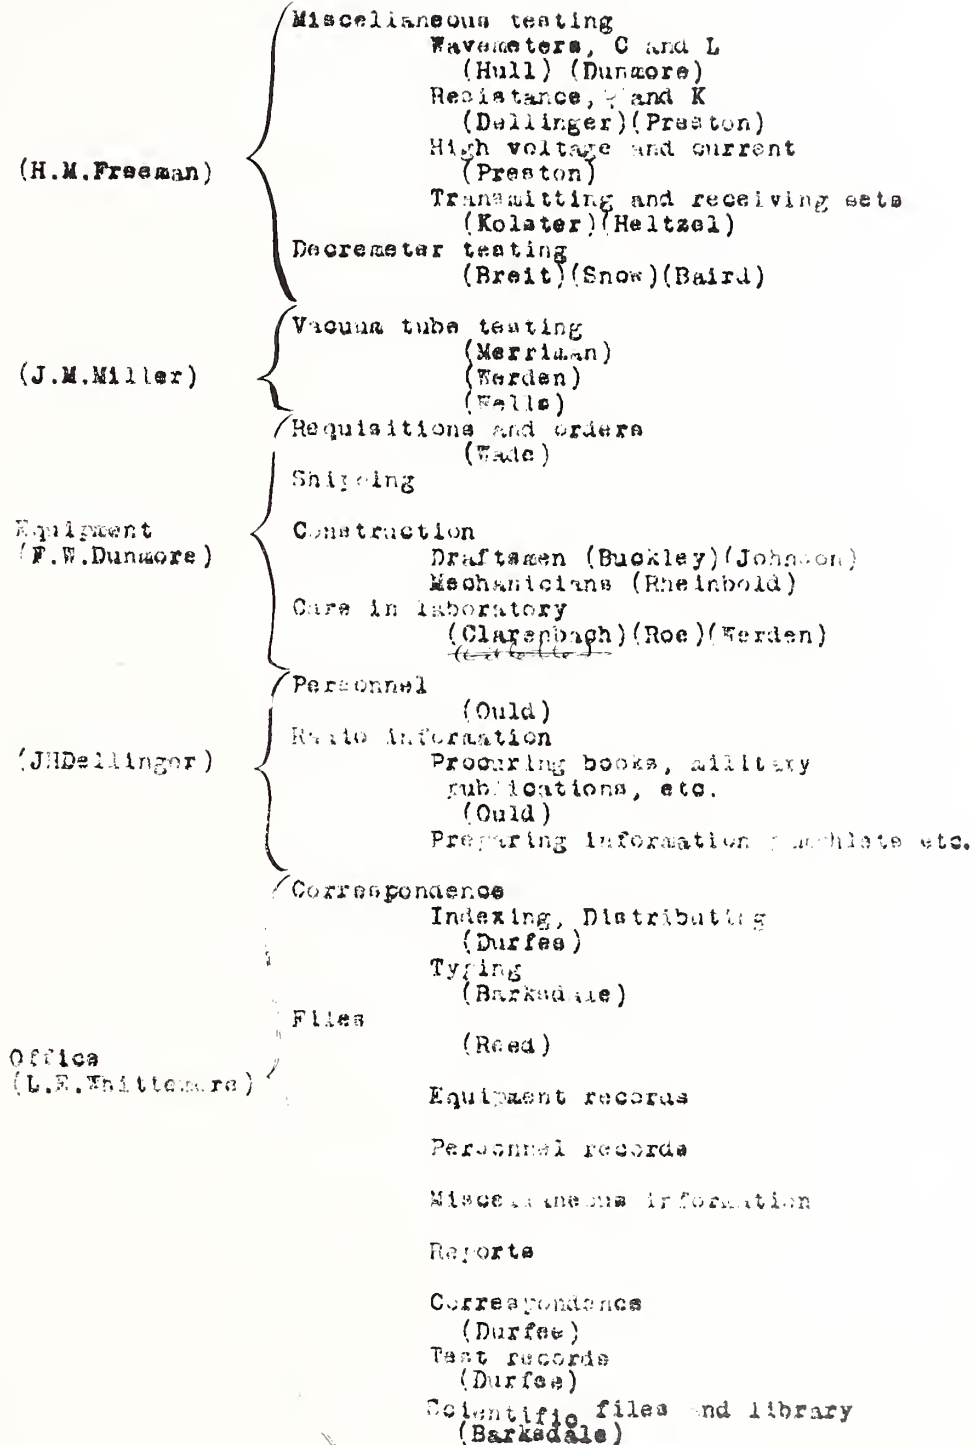 Miscellaneous testing
Wavemeters, C and L
(Hull) (Dunmore)
Resistance, and K
(Dellinger)(Preston)
High voltage and current
(H.M.Freeman)
(Preston)
Transmitting and receiving sets
(Kolster)(Heltzel)
Decremeter testing
(Breit)(Snow)(Baird)
Vacuum tube testing
(Merriman)
(J.M.Miller)
(Werden)
(Wells)
Requisitions and orders
(Wade)
Shipping
Equipment
Construction
(F.W.Dunmore)
Draftsmen (Buckley)(Johnson)
Mechanicians (Rheinbold)
Care in laboratory
(Clarenbach)(Roe)(Werden)
Personnel
(Ould)
Radio information
(JHDellinger)
Procuring books, military
publications, etc.
(Ould)
Preparing information pamphlets etc.
Correspondence
Indexing, Distributing
(Durfee)
Typing
(Barksdale)
Files
(Reed)
Office
(L.E.Whittemore)
Equipment records
Personnel records
Miscellaneous information
Reports
Correspondence
(Durfee)
Test records
(Durfee)
Scientific files and library
(Barksdale)